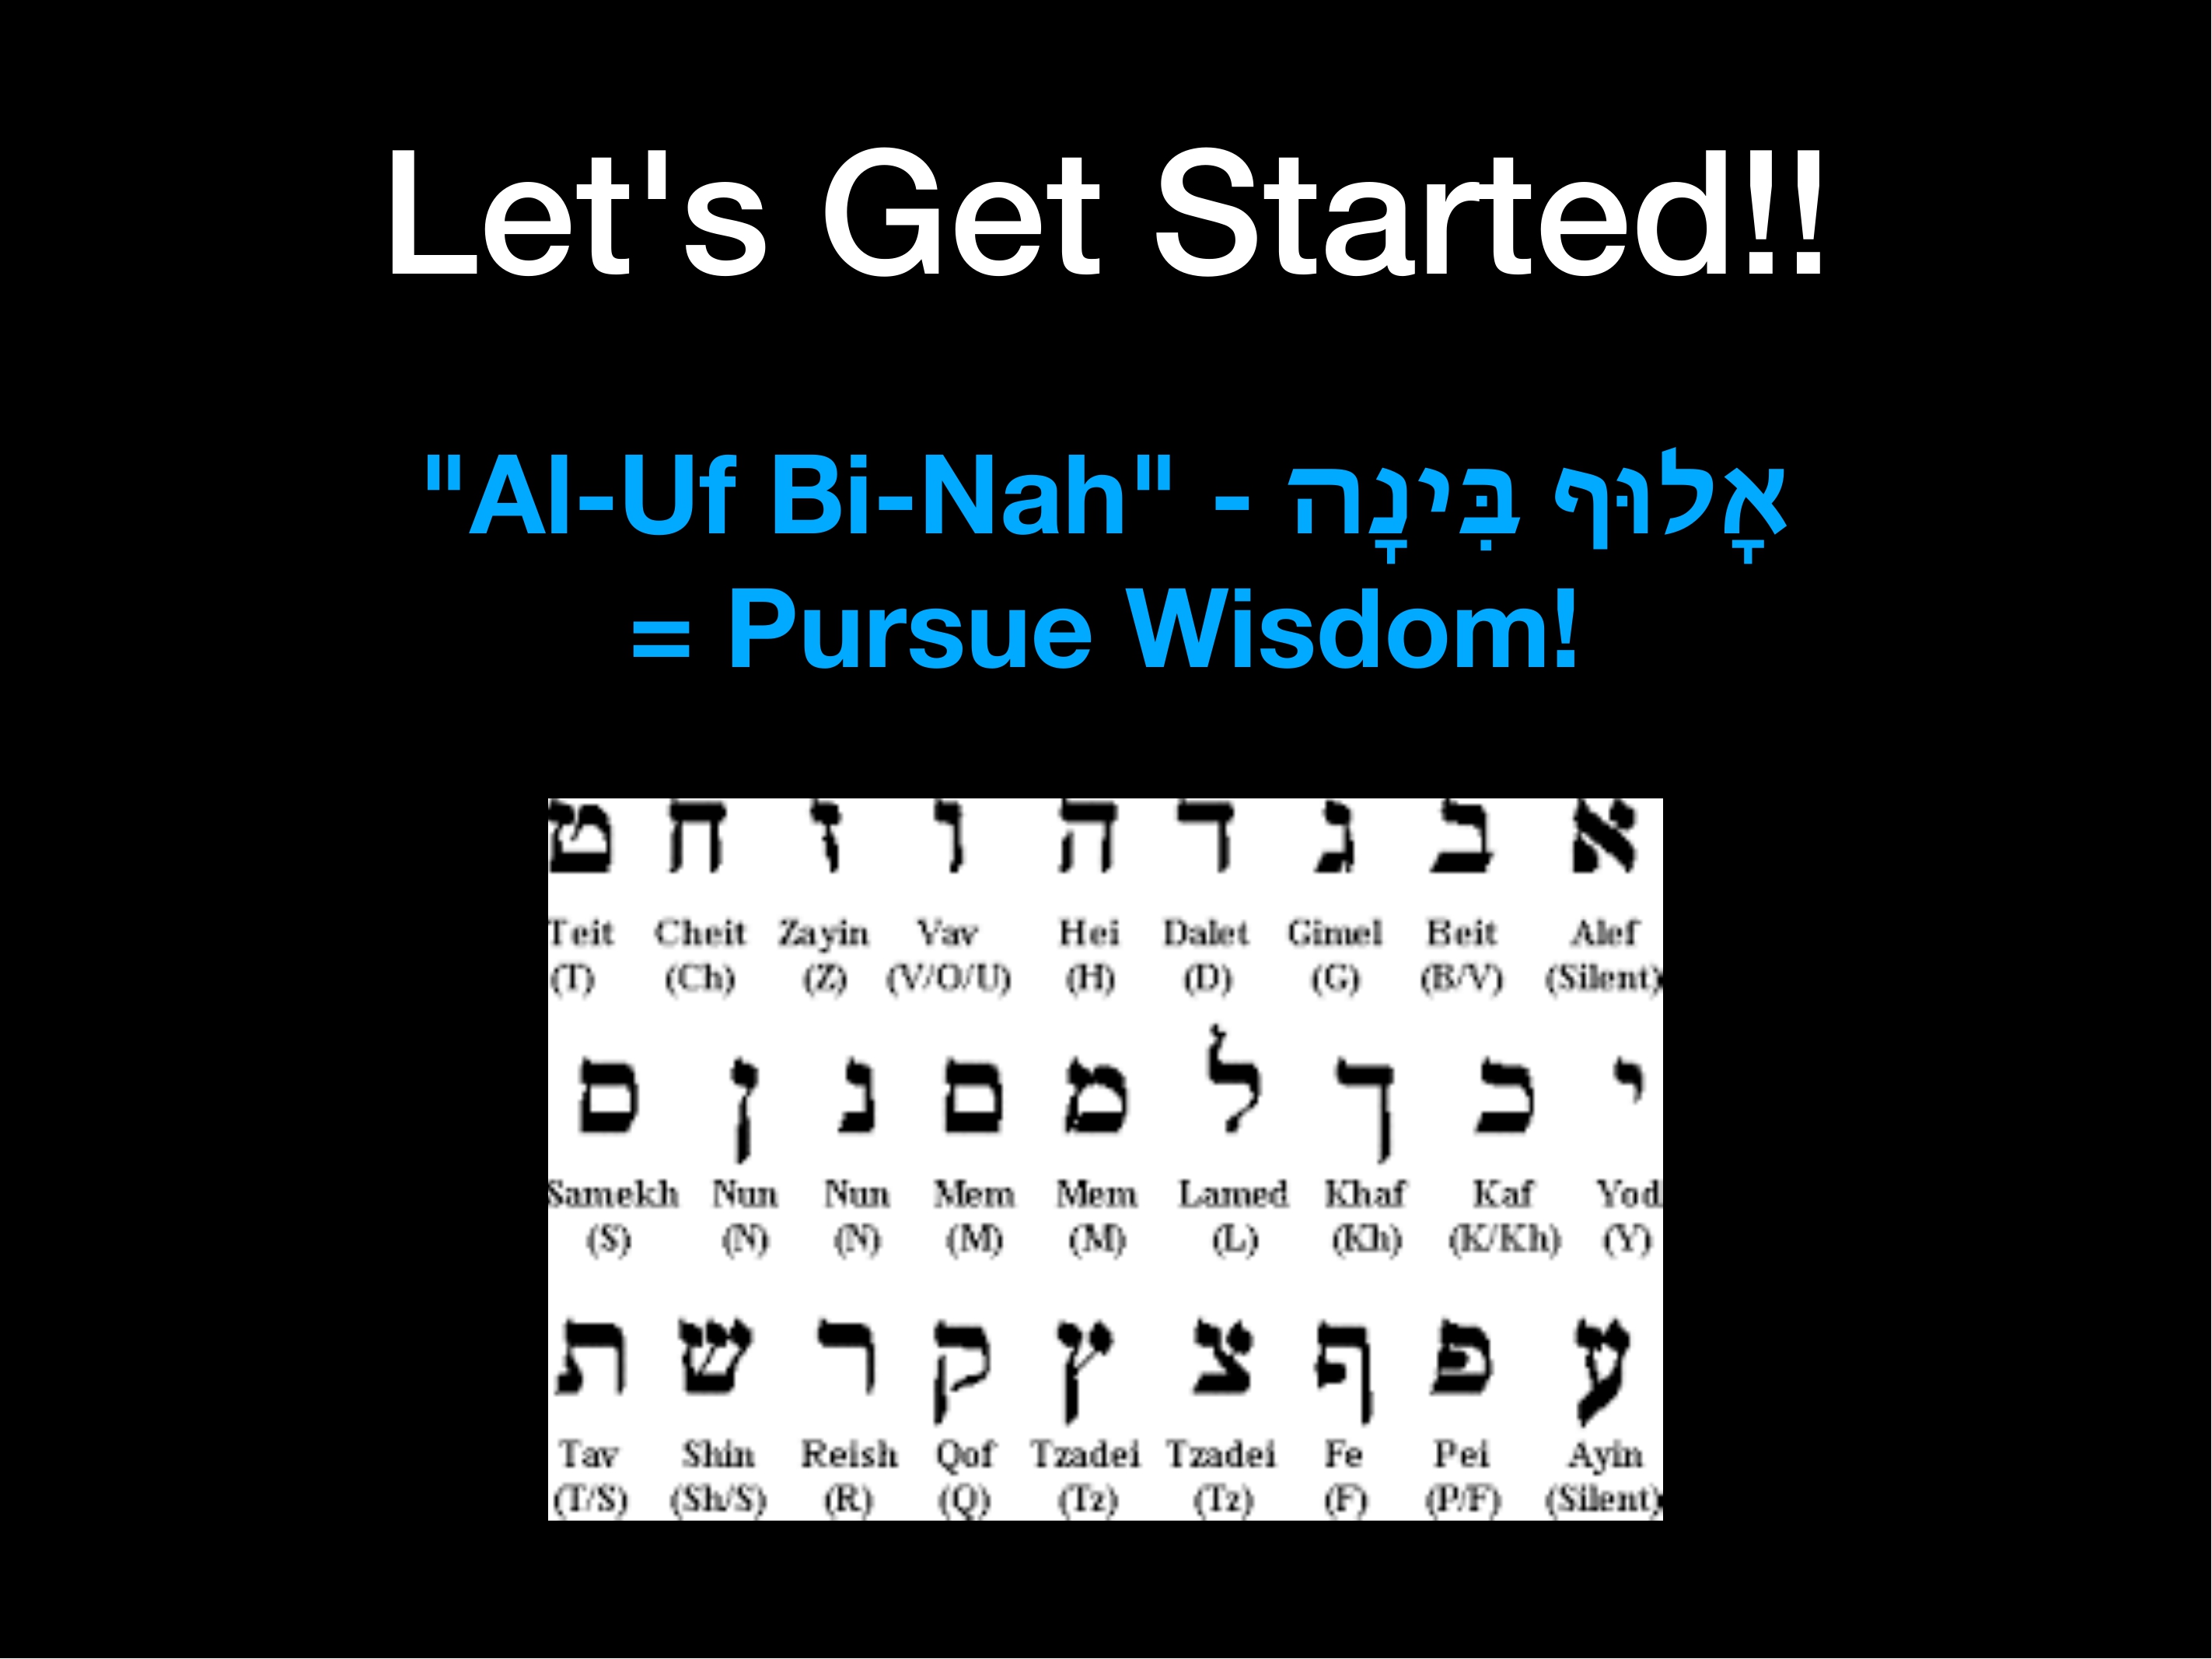 Let's Get Started!!
"Al-Uf Bi-Nah" - אָלוּף בִּינָה
= Pursue Wisdom!
ט ח ז ו ה ד ג ב א
Teit Cheit Zayin Vav Hei Dalet Gimel Beit Alef
(T) (Ch) (Z) (V/O/U) (H) (D) (G) (B/V) (Silent)
ס ן נ ם מ ל ך כ י
Samekh Nun Nun Mem Mem Lamed Khaf Kaf Yod
(S) (N) (N) (M) (M) (L) (Kh) (K/Kh) (Y)
ת ש ר ק ץ צ ף פ ע
Tav Shin Reish Qof Tzadei Tzadei Fe Pei Ayin
(T/S) (Sh/S) (R) (Q) (Tz) (Tz) (F) (P/F) (Silent)